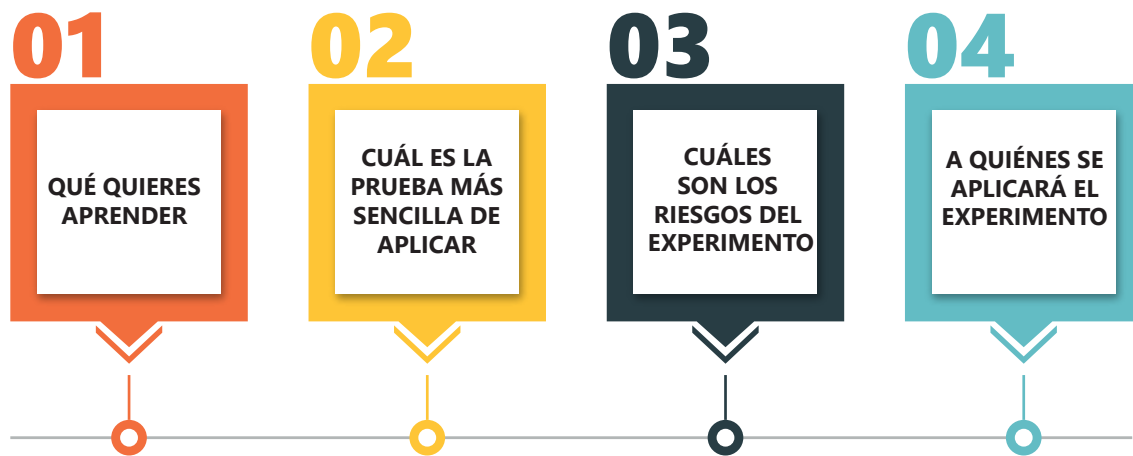 01
QUÉ QUIERES
APRENDER
02
CUÁL ES LA
PRUEBA MÁS
SENCILLA DE
APLICAR
03
CUÁLES
SON LOS
RIESGOS DEL
EXPERIMENTO
04
A QUIÉNES SE
APLICARÁ EL
EXPERIMENTO